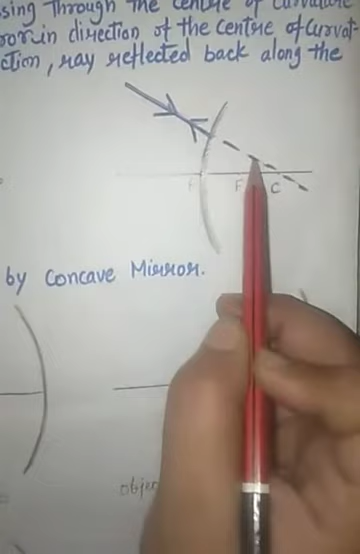 sing Through the centre of curvature
ror in direction of the centre of Curvat-
ction, ray reflected back along the
P F C
by Concave Mirror.
objec